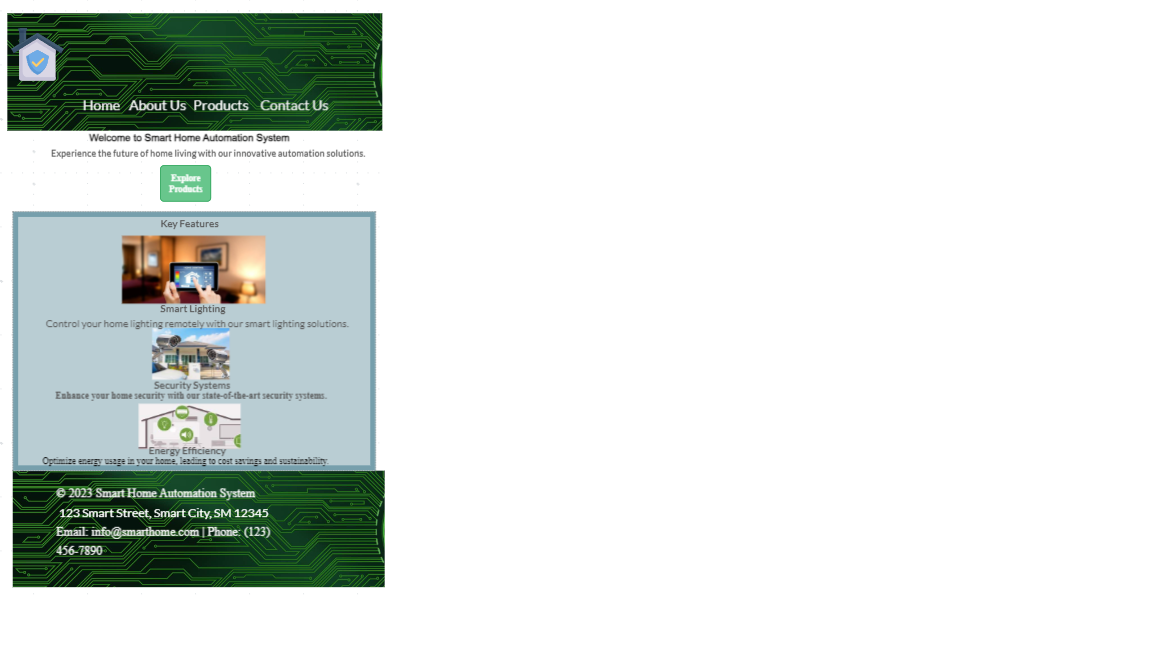 Home About Us Products Contact Us
Welcome to Smart Home Automation System
Experience the future of home living with our innovative automation solutions.
Explore
Products
Key Features
Smart Lighting
Control your home lighting remotely with our smart lighting solutions.
Security Systems
Enhance your home security with our state-of-the-art security systems.
Energy Efficiency
Optimize energy usage in your home, leading to cost savings and sustainability.
© 2023 Smart Home Automation System
123 Smart Street, Smart City, SM 12345
Email: info@smarthome.com | Phone: (123)
456-7890